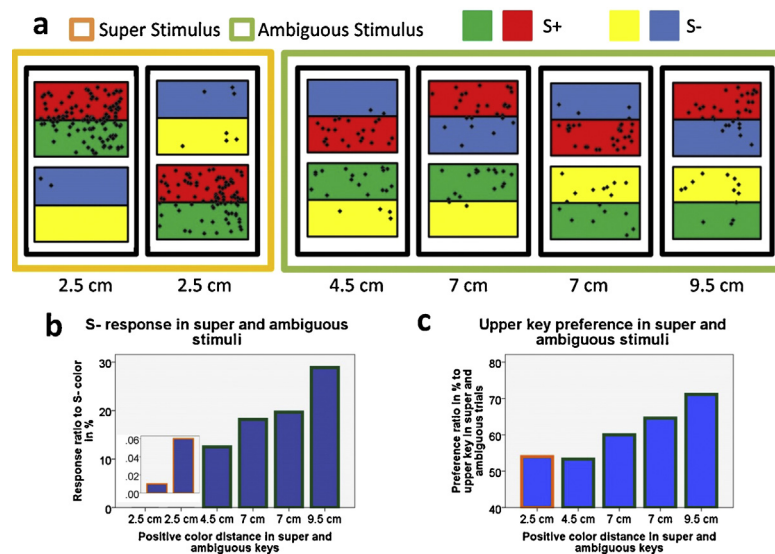 a Super Stimulus Ambiguous Stimulus S+ S-
2.5 cm 2.5 cm 4.5 cm 7 cm 7 cm 9.5 cm
b S- response in super and ambiguous
stimuli
Response ratio to S- color
in %
30
20
10
0
.06
.04
.02
.00
2.5 cm 2.5 cm 4.5 cm 7 cm 7 cm 9.5 cm
Positive color distance in super and
ambiguous keys
c Upper key preference in super and
ambiguous stimuli
Preference ratio in % to
upper key in super and
ambiguous trials
80
70
60
50
40
2.5 cm 4.5 cm 7 cm 7 cm 9.5 cm
Positive color distance in super and
ambiguous keys